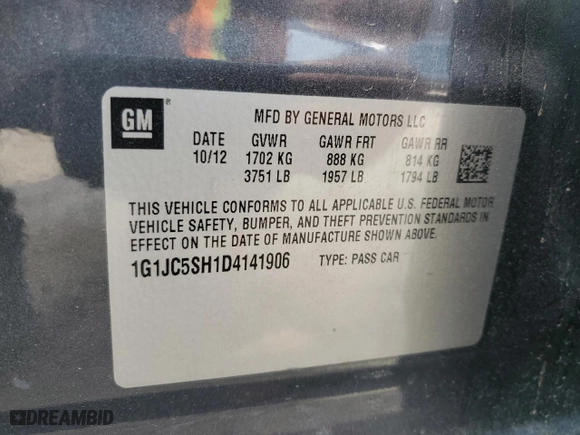 GM ®
MFD BY GENERAL MOTORS LLC
DATE GVWR GAWR FRT GAWR RR
10/12 1702 KG 888 KG 814 KG
3751 LB 1957 LB 1794 LB
THIS VEHICLE CONFORMS TO ALL APPLICABLE U.S. FEDERAL MOTOR
VEHICLE SAFETY, BUMPER, AND THEFT PREVENTION STANDARDS IN
EFFECT ON THE DATE OF MANUFACTURE SHOWN ABOVE.
1G1JC5SH1D4141906 TYPE: PASS CAR
DREAMBID